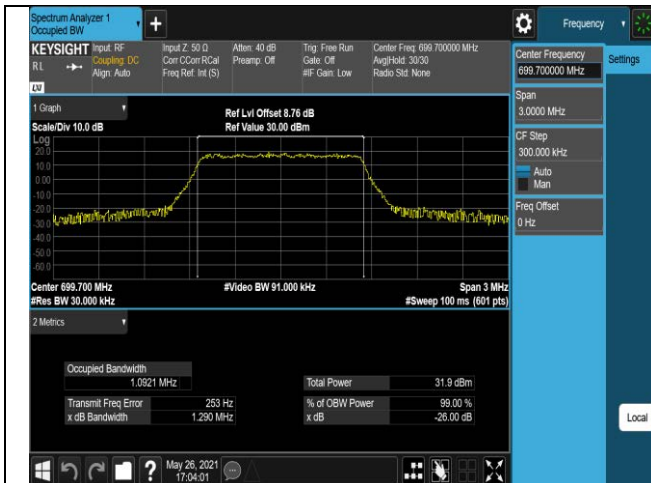 Spectrum Analyzer 1
Occupied BW
Frequency
KEYSIGHT
RL
LXI
Input: RF
Coupling: DC
Align: Auto
Input Z: 50 Ω
Corr CCorr RCal
Freq Ref: Int (S)
Atten: 40 dB
Preamp: Off
Trig: Free Run
Gate: Off
#IF Gain: Low
Center Freq: 699.700000 MHz
Avg|Hold: 30/30
Radio Std: None
Center Frequency
699.700000 MHz
Settings
Span
3.0000 MHz
CF Step
300.000 kHz
Auto
Man
Freq Offset
0 Hz
Local
1 Graph
Scale/Div 10.0 dB
Ref Lvl Offset 8.76 dB
Ref Value 30.00 dBm
Log
20.0
10.0
0.00
-10.0
-20.0
-30.0
-40.0
-50.0
-60.0
Center 699.700 MHz
#Video BW 91.000 kHz
Span 3 MHz
#Res BW 30.000 kHz
#Sweep 100 ms (601 pts)
2 Metrics
Occupied Bandwidth
1.0921 MHz
Total Power 31.9 dBm
Transmit Freq Error 253 Hz
% of OBW Power 99.00 %
x dB Bandwidth 1.290 MHz
x dB -26.00 dB
?
May 26, 2021
17:04:01